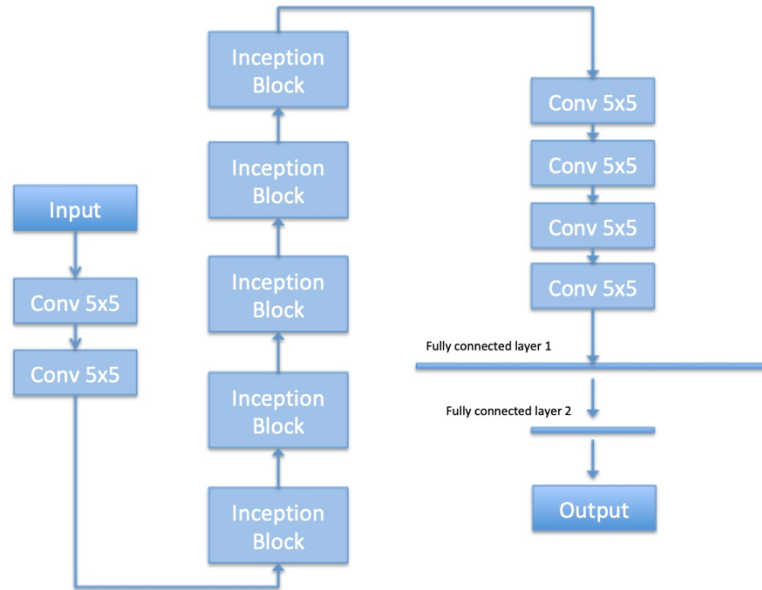 Input
Conv 5x5
Conv 5x5
Inception
Block
Inception
Block
Inception
Block
Inception
Block
Inception
Block
Conv 5x5
Conv 5x5
Conv 5x5
Conv 5x5
Fully connected layer 1
Fully connected layer 2
Output